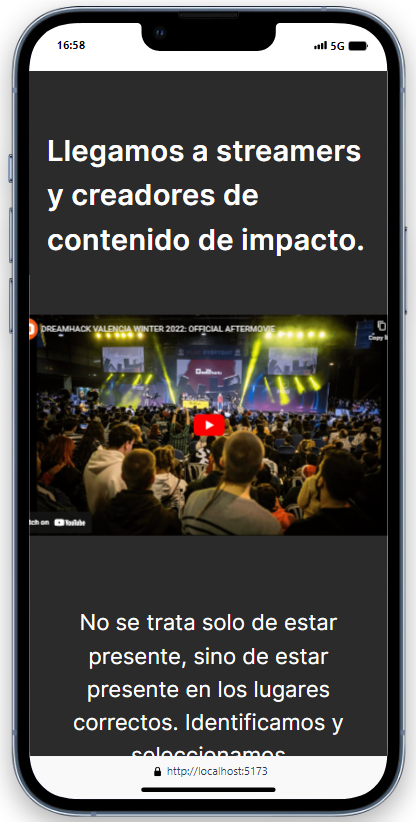 16:58
5G
Llegamos a streamers
y creadores de
contenido de impacto.
DREAMHACK VALENCIA WINTER 2022: OFFICIAL AFTERMOVIE
Copy li
tch on YouTube
No se trata solo de estar
presente, sino de estar
presente en los lugares
correctos. Identificamos y
seleccionamos
http://localhost:5173